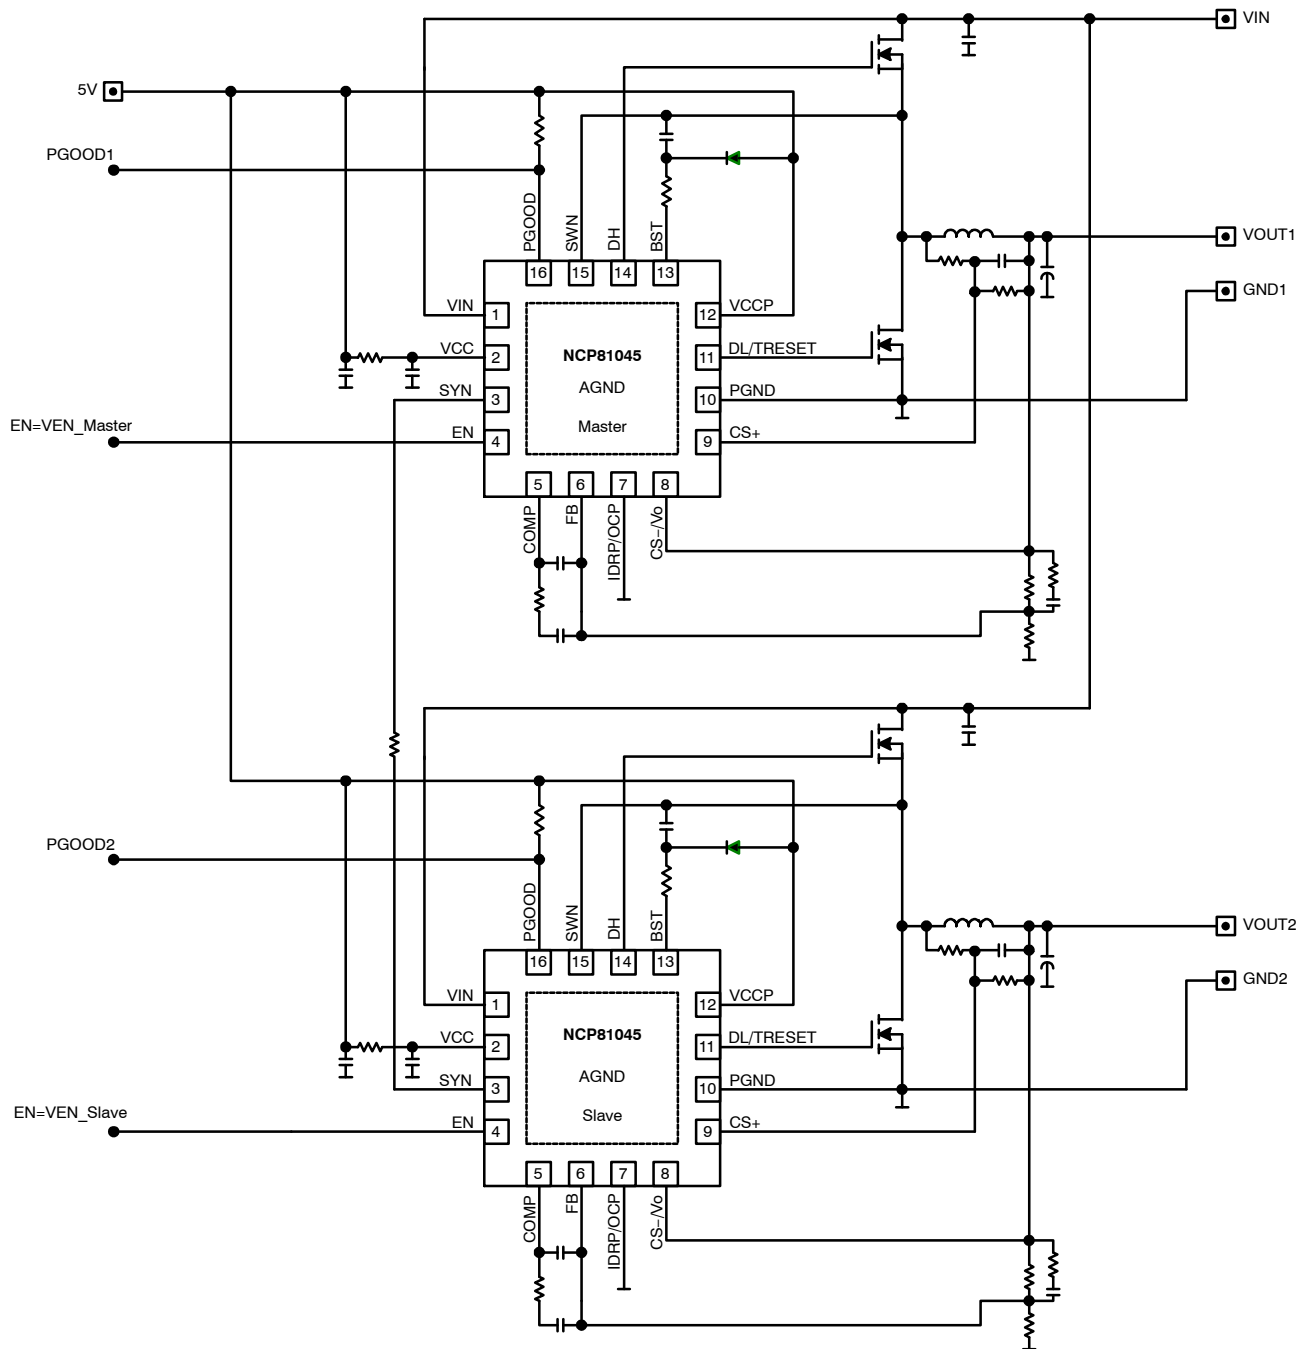 VIN
5V
PGOOD1
PGOOD
SWN
DH
BST
16
15
14
13
VOUT1
GND1
VIN
1
12
VCCP
VCC
2
NCP81045
11
DL/TRESET
SYN
3
AGND
10
PGND
EN=VEN_Master
EN
4
Master
9
CS+
5
6
7
8
COMP
FB
IDRP/OCP
CS−/Vo
PGOOD2
PGOOD
SWN
DH
BST
16
15
14
13
VOUT2
GND2
VIN
1
12
VCCP
VCC
2
NCP81045
11
DL/TRESET
SYN
3
AGND
10
PGND
EN=VEN_Slave
EN
4
Slave
9
CS+
5
6
7
8
COMP
FB
IDRP/OCP
CS−/Vo